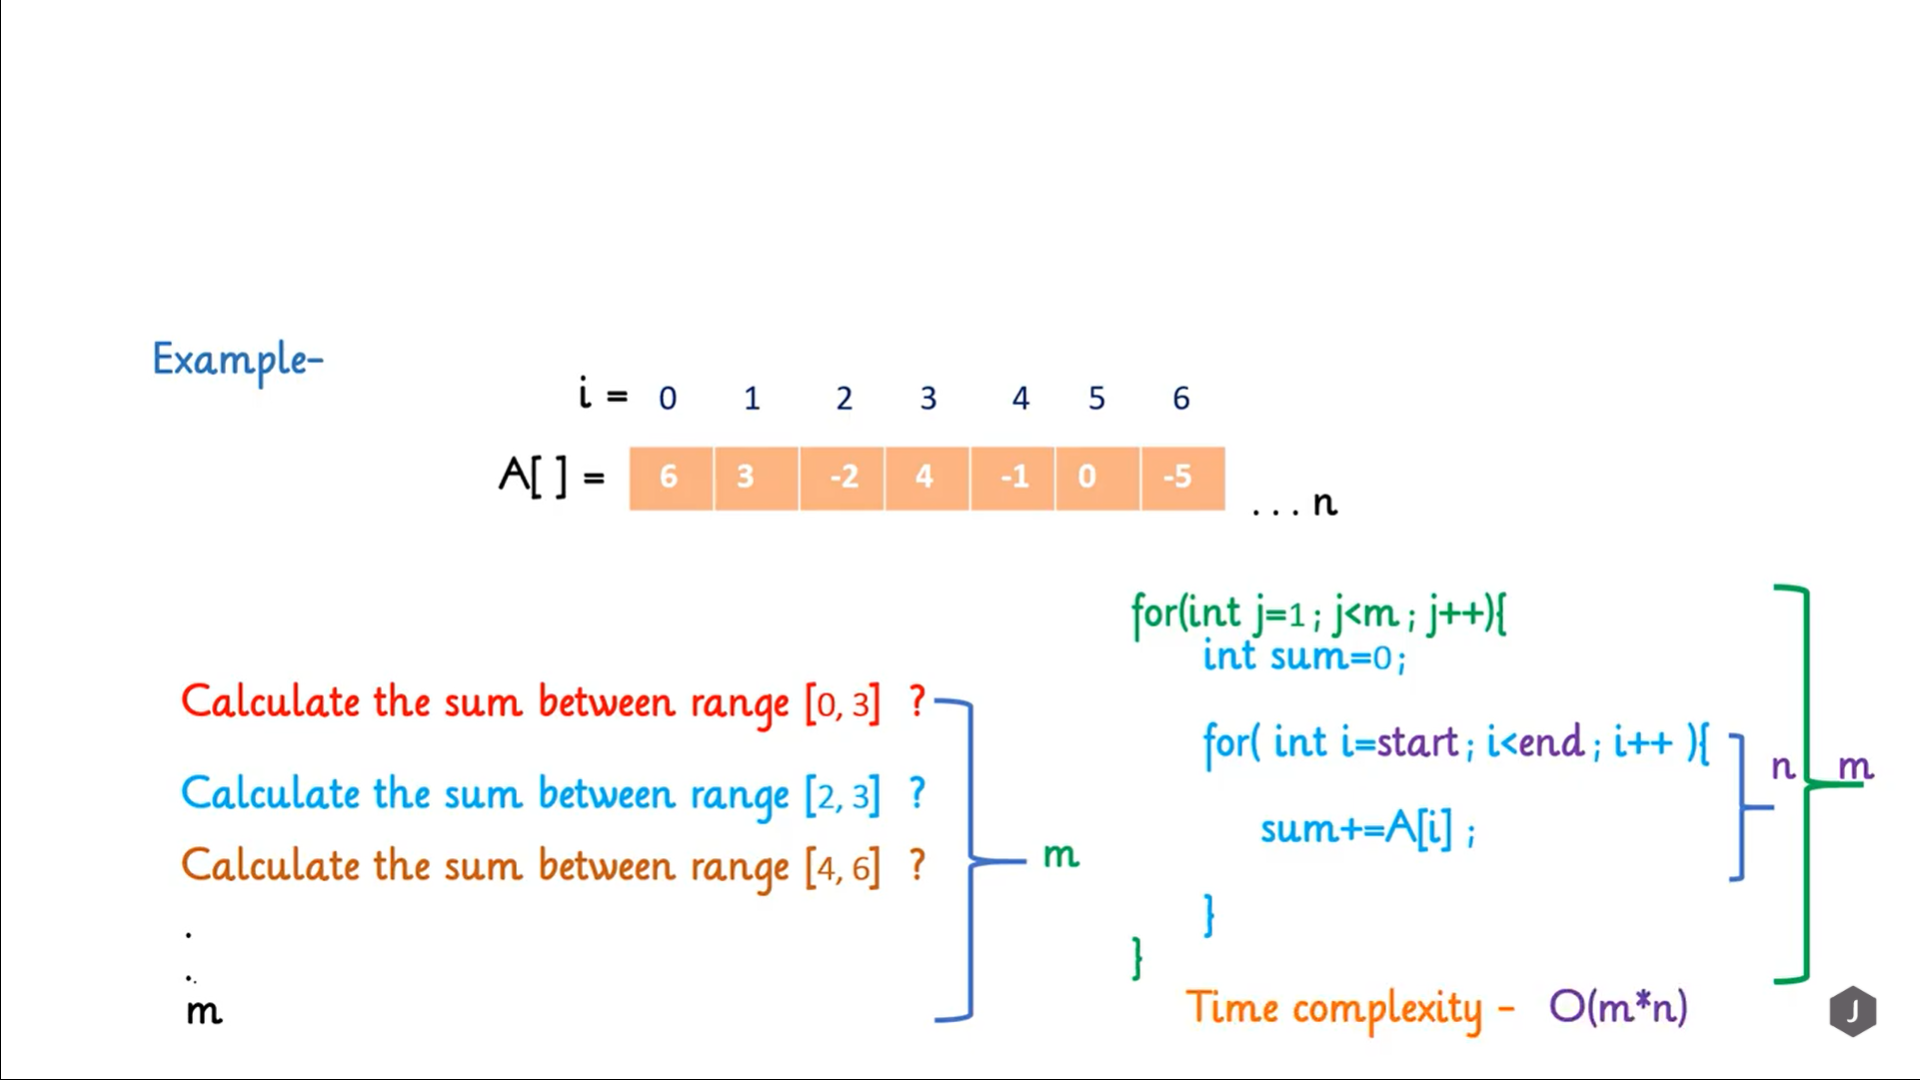 Example-
i = 0 1 2 3 4 5 6
A[ ] = 6 3 -2 4 -1 0 -5 ...n
Calculate the sum between range [0, 3] ?
Calculate the sum between range [2, 3] ?
Calculate the sum between range [4, 6] ?
.
.
m
m
for(int j=1 ; j<m ; j++){
int sum=0 ;
for( int i=start ; i<end ; i++ ){
sum+=A[i] ;
}
}
n
m
Time complexity - O(m*n)
J